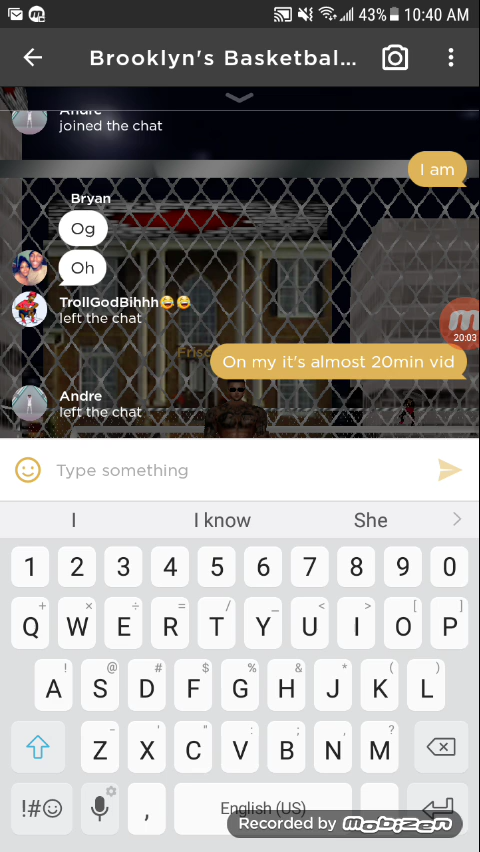 43% 10:40 AM
Brooklyn's Basketbal...
Andre
joined the chat
I am
Bryan
Og
Oh
TrollGodBihhh😂😂
left the chat
20:03
On my it's almost 20min vid
Andre
left the chat
Type something
I
I know
She
1 2 3 4 5 6 7 8 9 0
+ × ÷ = / _ < > [ ]
Q W E R T Y U I O P
! @ # $ % & * ( )
A S D F G H J K L
- ' " : ; , ?
Z X C V B N M
!#☺ , English (US)
Recorded by mobizen